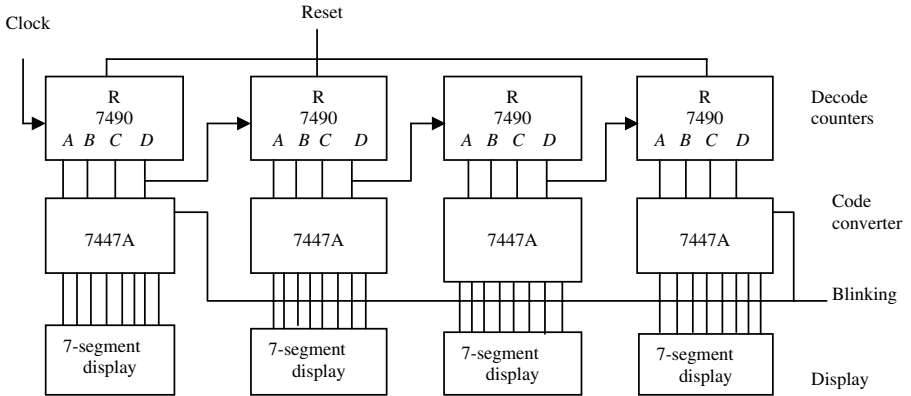 Reset
Clock
R
7490
A B C D
R
7490
A B C D
R
7490
A B C D
R
7490
A B C D
Decode
counters
7447A
7447A
7447A
7447A
Code
converter
Blinking
7-segment
display
7-segment
display
7-segment
display
7-segment
display
Display